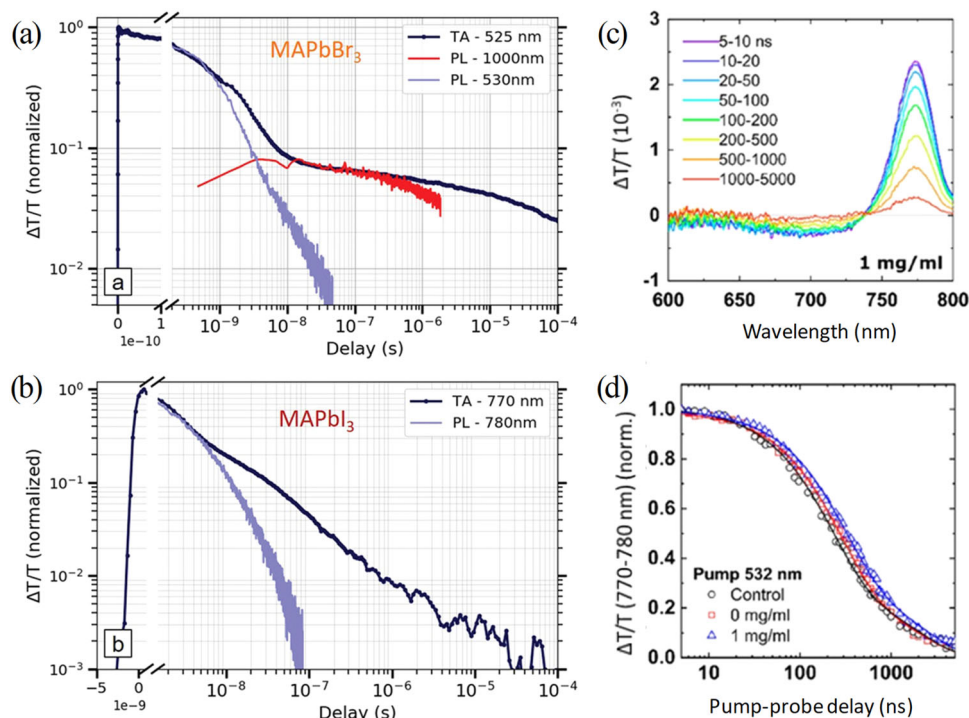 (a)
MAPbBr3
TA - 525 nm
PL - 1000nm
PL - 530nm
ΔT/T (normalized)
10^0
10^-1
10^-2
a
0 1 10^-9 10^-8 10^-7 10^-6 10^-5 10^-4
1e-10
Delay (s)
(b)
MAPbI3
TA - 770 nm
PL - 780nm
ΔT/T (normalized)
10^0
10^-1
10^-2
10^-3
b
−5 0 10^-8 10^-7 10^-6 10^-5 10^-4
1e-9
Delay (s)
(c)
5-10 ns
10-20
20-50
50-100
100-200
200-500
500-1000
1000-5000
ΔT/T (10^-3)
3
2
1
0
-1
1 mg/ml
600 650 700 750 800
Wavelength (nm)
(d)
ΔT/T (770-780 nm) (norm.)
1.0
0.8
0.6
0.4
0.2
0.0
Pump 532 nm
Control
0 mg/ml
1 mg/ml
10 100 1000
Pump-probe delay (ns)